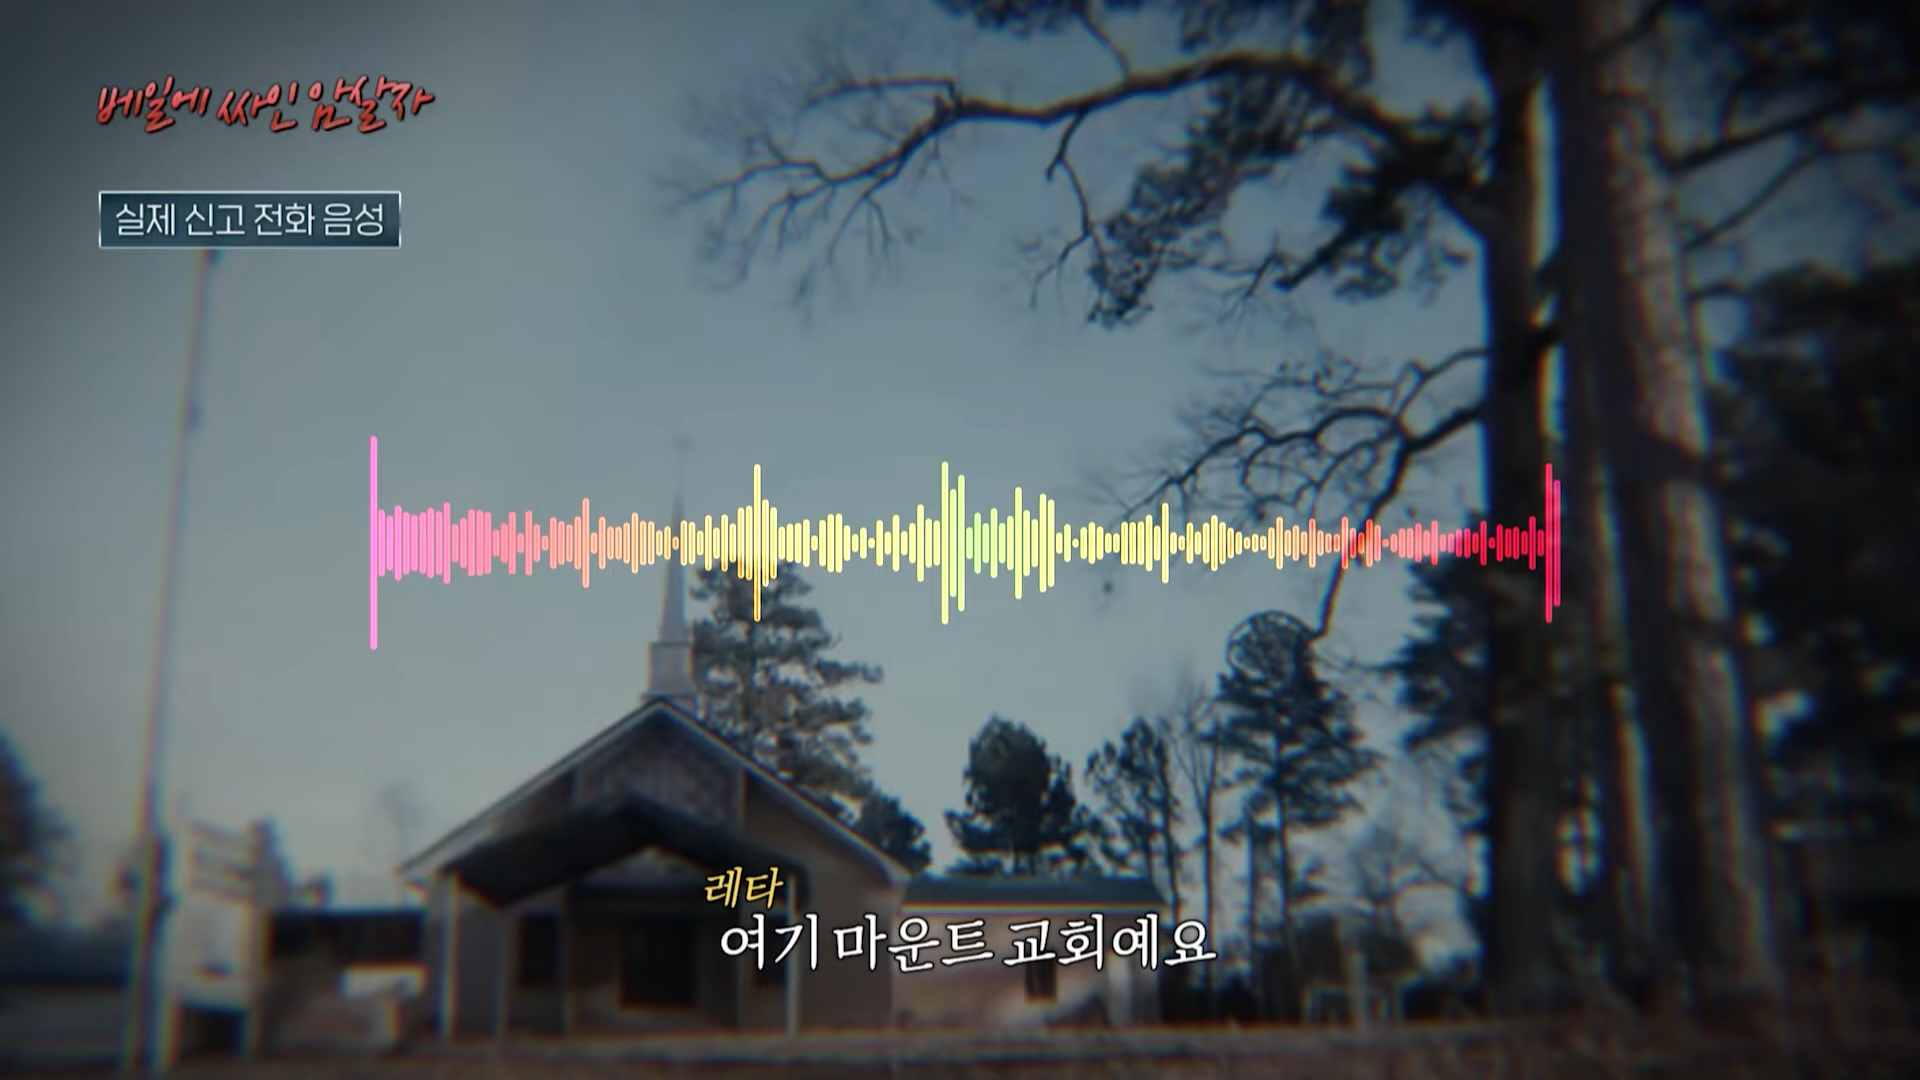 베일에 싸인 암살자
실제 신고 전화 음성
레타
여기 마운트 교회예요